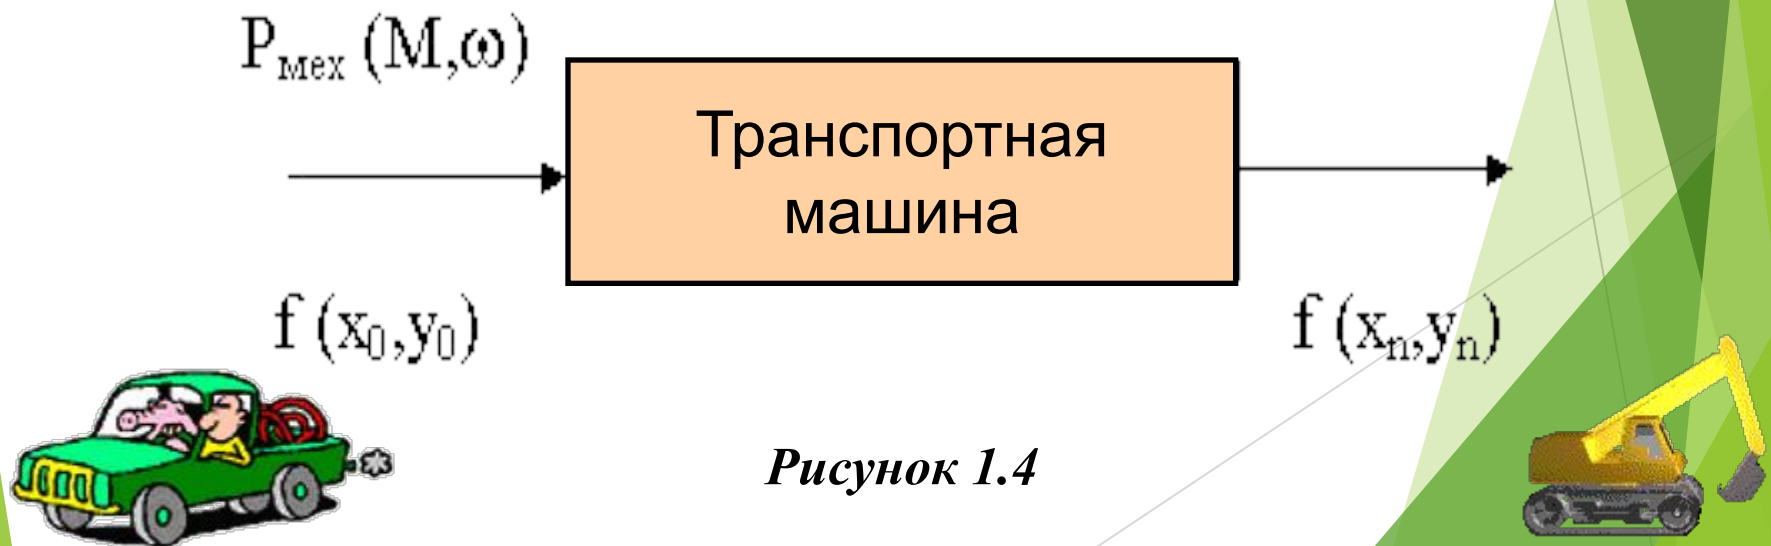 Pмех (M,ω)
Транспортная
машина
f (x₀,y₀)
f (xₙ,yₙ)
Рисунок 1.4